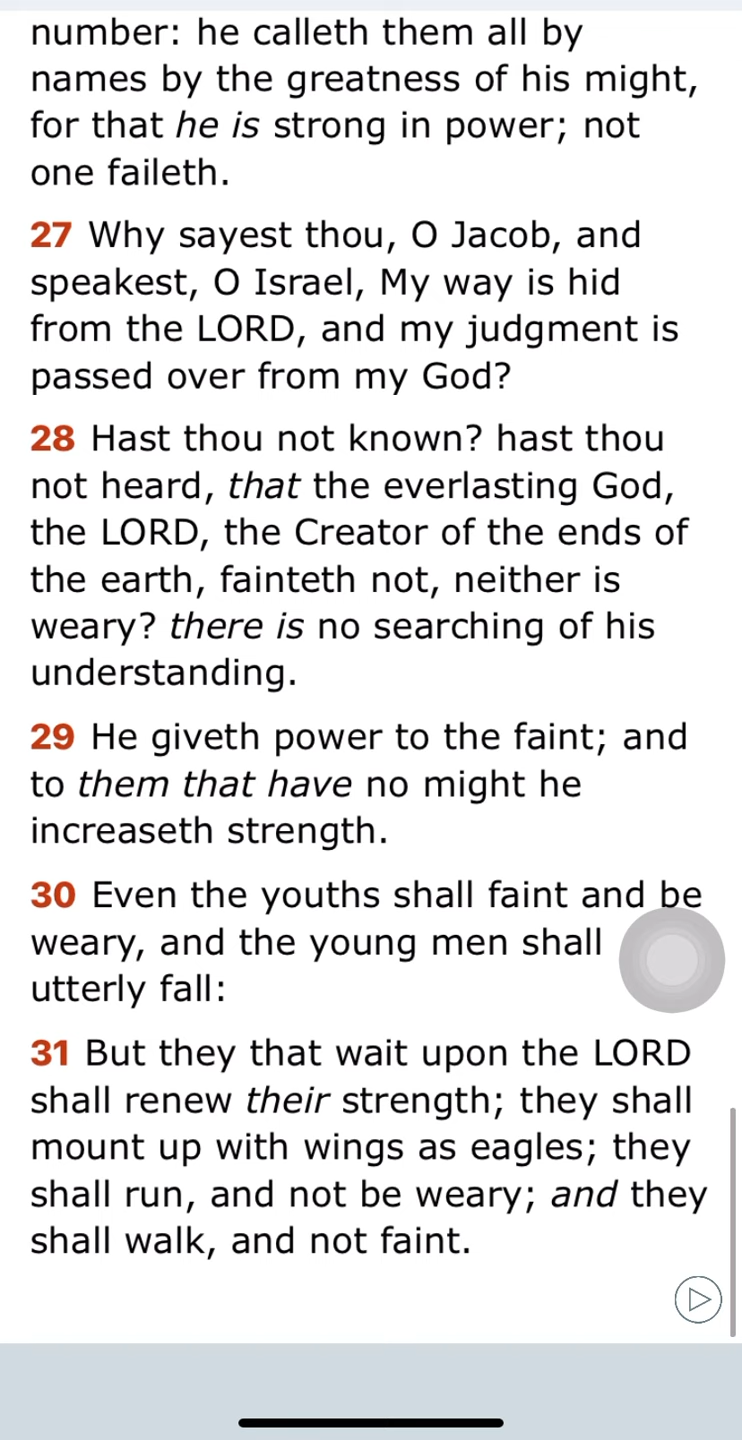 number: he calleth them all by
names by the greatness of his might,
for that he is strong in power; not
one faileth.
27 Why sayest thou, O Jacob, and
speakest, O Israel, My way is hid
from the LORD, and my judgment is
passed over from my God?
28 Hast thou not known? hast thou
not heard, that the everlasting God,
the LORD, the Creator of the ends of
the earth, fainteth not, neither is
weary? there is no searching of his
understanding.
29 He giveth power to the faint; and
to them that have no might he
increaseth strength.
30 Even the youths shall faint and be
weary, and the young men shall
utterly fall:
31 But they that wait upon the LORD
shall renew their strength; they shall
mount up with wings as eagles; they
shall run, and not be weary; and they
shall walk, and not faint.